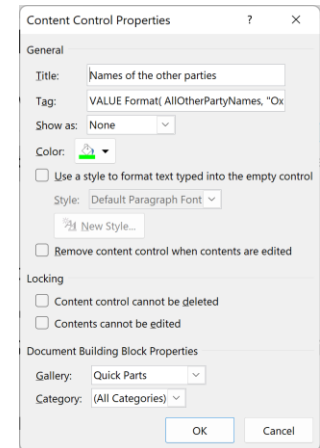 Content Control Properties ? ×
General
Title: Names of the other parties
Tag: VALUE Format( AllOtherPartyNames, "Ox
Show as: None
Color:
Use a style to format text typed into the empty control
Style: Default Paragraph Font
New Style...
Remove content control when contents are edited
Locking
Content control cannot be deleted
Contents cannot be edited
Document Building Block Properties
Gallery: Quick Parts
Category: (All Categories)
OK Cancel